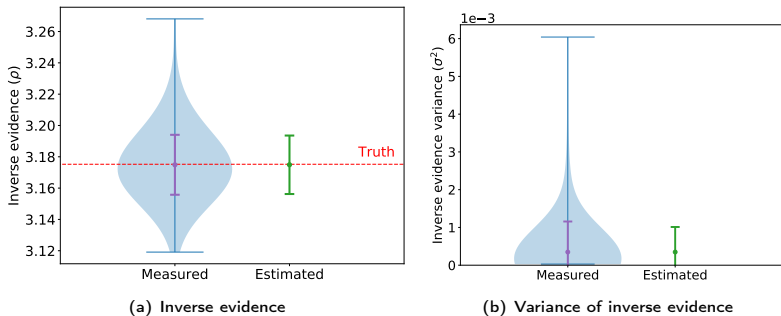 3.26
3.24
3.22
3.20
3.18
3.16
3.14
3.12
Inverse evidence (ρ)
Truth
Measured
Estimated
(a) Inverse evidence
1e−3
6
5
4
3
2
1
0
Inverse evidence variance (σ²)
Measured
Estimated
(b) Variance of inverse evidence